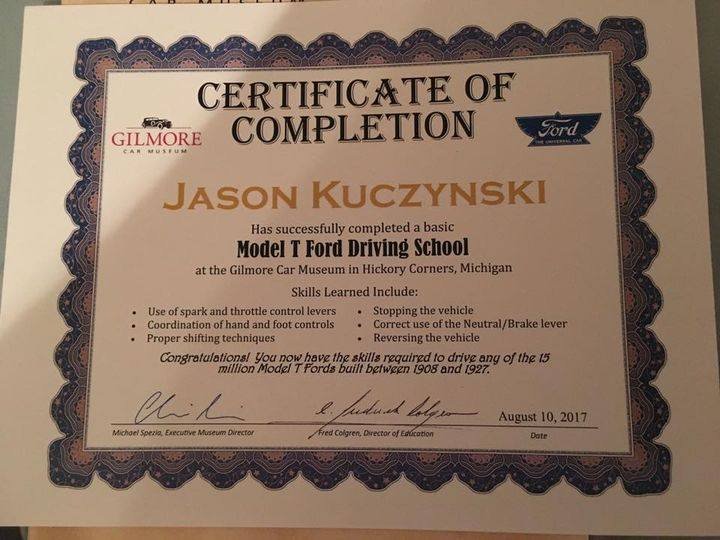 CAR MUSEUM
CERTIFICATE OF
COMPLETION
GILMORE
CAR MUSEUM
Ford
THE UNIVERSAL CAR
JASON KUCZYNSKI
Has successfully completed a basic
Model T Ford Driving School
at the Gilmore Car Museum in Hickory Corners, Michigan
Skills Learned Include:
• Use of spark and throttle control levers
• Coordination of hand and foot controls
• Proper shifting techniques
• Stopping the vehicle
• Correct use of the Neutral/Brake lever
• Reversing the vehicle
Congratulations! You now have the skills required to drive any of the 15
million Model T Fords built between 1908 and 1927.
August 10, 2017
Michael Spezia, Executive Museum Director
Fred Colgren, Director of Education
Date